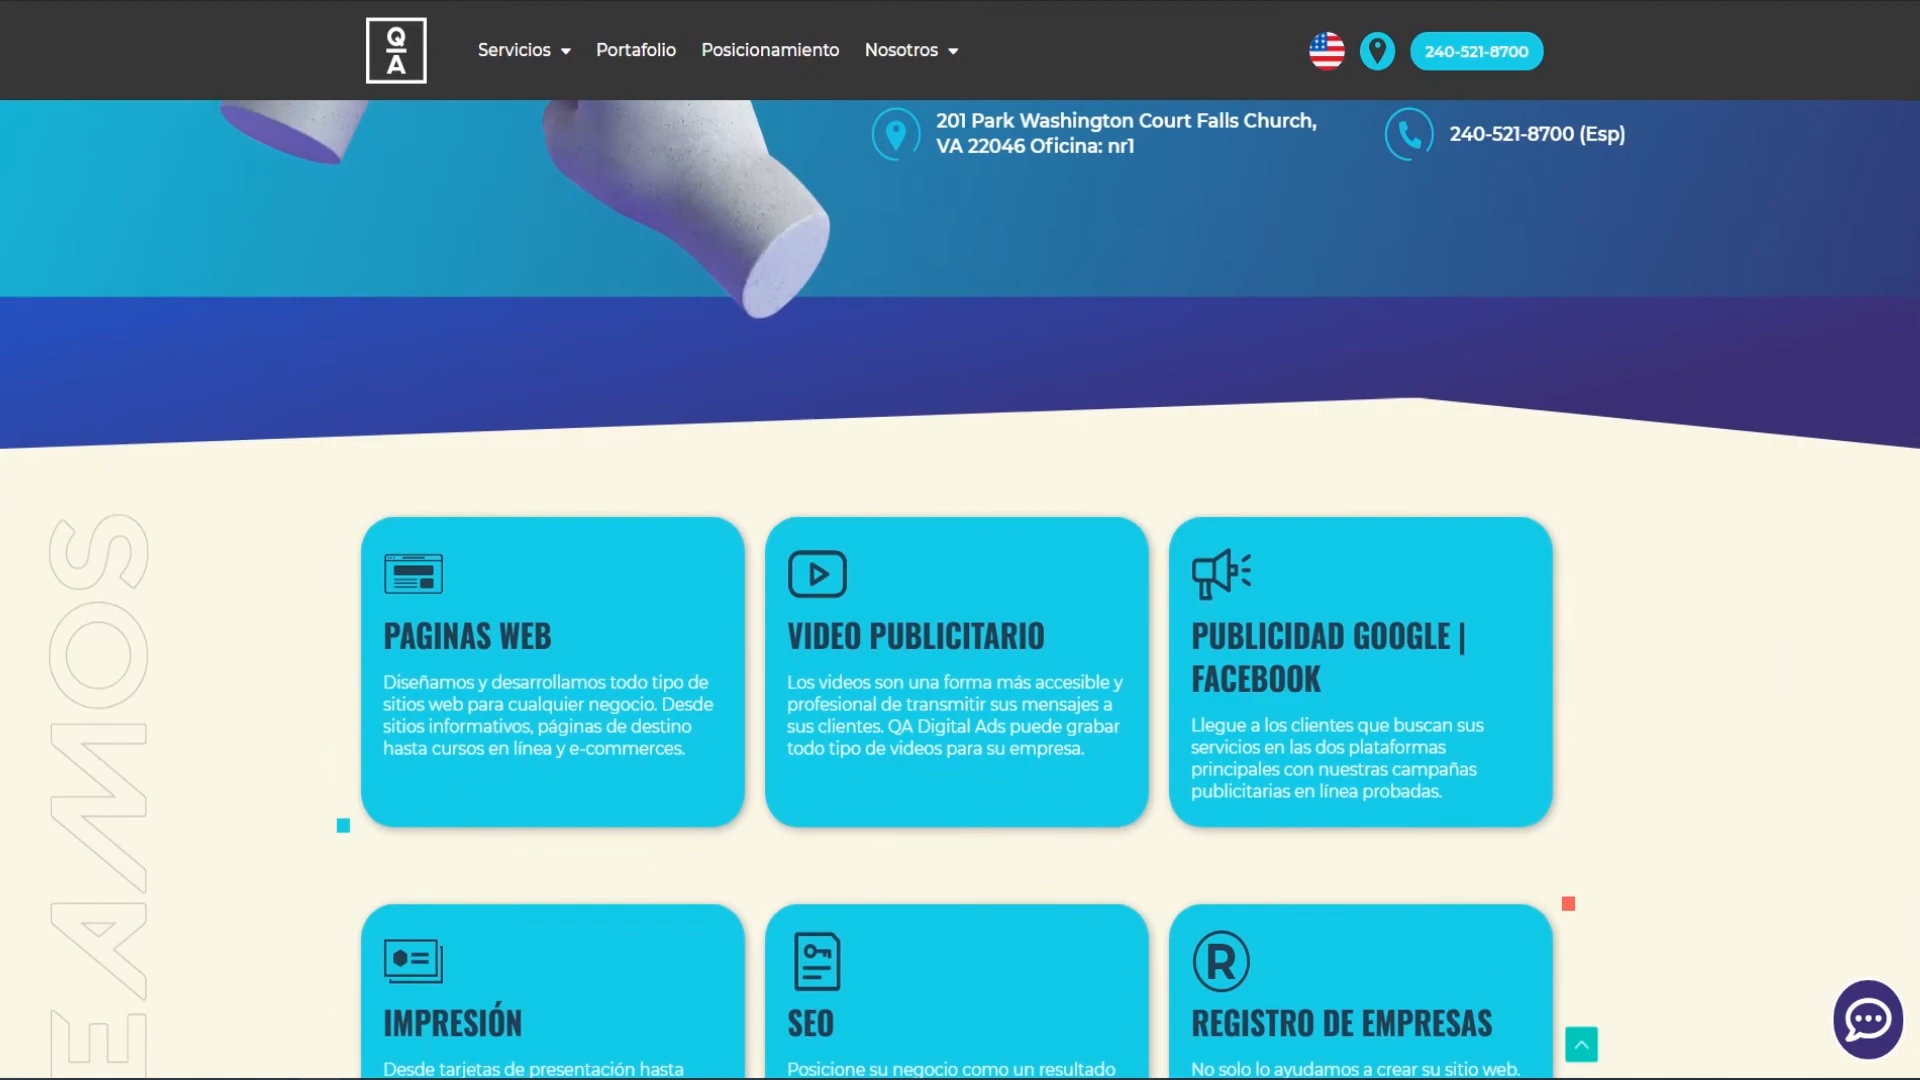 Q
A
Servicios
Portafolio
Posicionamiento
Nosotros
240-521-8700
201 Park Washington Court Falls Church,
VA 22046 Oficina: nr1
240-521-8700 (Esp)
EAMOS
PAGINAS WEB
Diseñamos y desarrollamos todo tipo de
sitios web para cualquier negocio. Desde
sitios informativos, páginas de destino
hasta cursos en línea y e-commerces.
VIDEO PUBLICITARIO
Los videos son una forma más accesible y
profesional de transmitir sus mensajes a
sus clientes. QA Digital Ads puede grabar
todo tipo de videos para su empresa.
PUBLICIDAD GOOGLE |
FACEBOOK
Llegue a los clientes que buscan sus
servicios en las dos plataformas
principales con nuestras campañas
publicitarias en línea probadas.
IMPRESIÓN
Desde tarjetas de presentación hasta
SEO
Posicione su negocio como un resultado
R
REGISTRO DE EMPRESAS
No solo lo ayudamos a crear su sitio web.